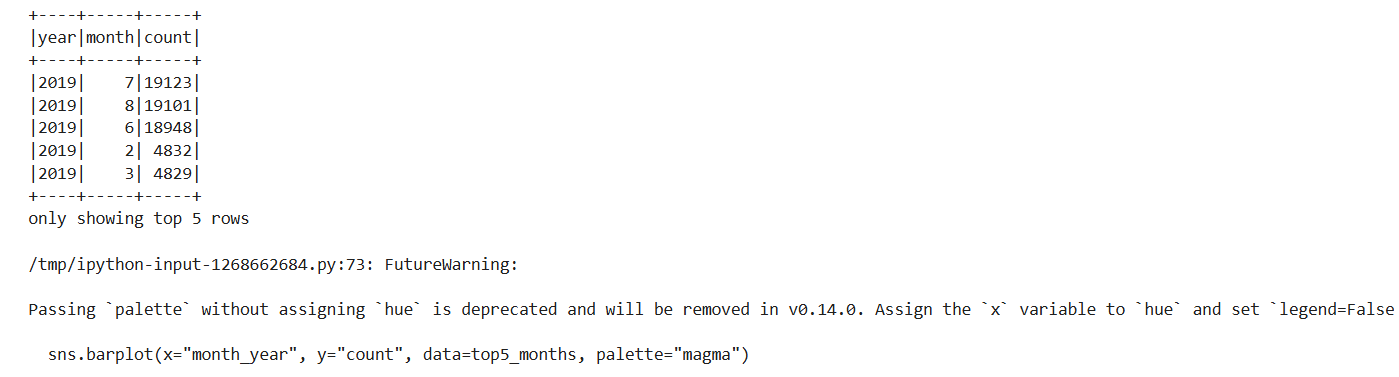 +----+-----+-----+
|year|month|count|
+----+-----+-----+
|2019|    7|19123|
|2019|    8|19101|
|2019|    6|18948|
|2019|    2| 4832|
|2019|    3| 4829|
+----+-----+-----+
only showing top 5 rows
/tmp/ipython-input-1268662684.py:73: FutureWarning:
Passing `palette` without assigning `hue` is deprecated and will be removed in v0.14.0. Assign the `x` variable to `hue` and set `legend=False
  sns.barplot(x="month_year", y="count", data=top5_months, palette="magma")